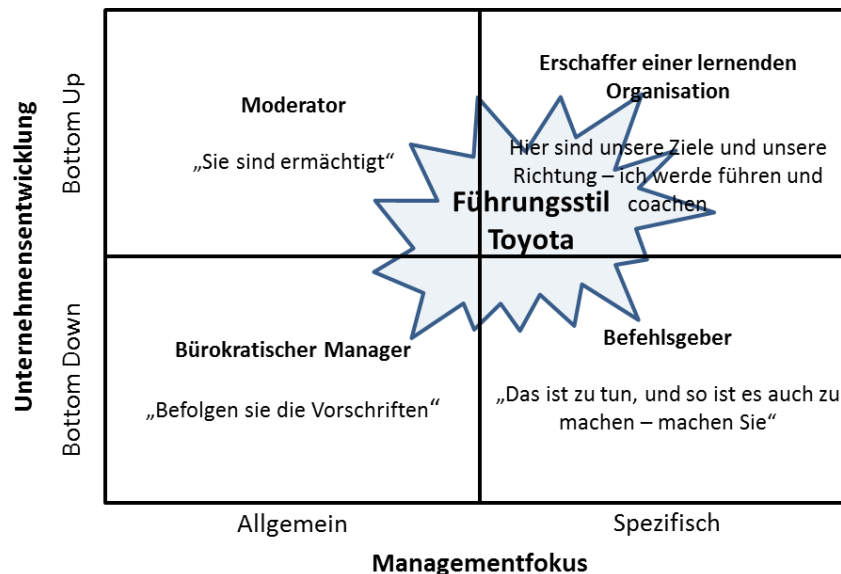 Unternehmensentwicklung
Bottom Up
Bottom Down
Moderator
„Sie sind ermächtigt“
Erschaffer einer lernenden
Organisation
Hier sind unsere Ziele und unsere
Richtung – ich werde führen und
coachen
Führungsstil
Toyota
Bürokratischer Manager
„Befolgen sie die Vorschriften“
Befehlsgeber
„Das ist zu tun, und so ist es auch zu
machen – machen Sie“
Allgemein
Spezifisch
Managementfokus